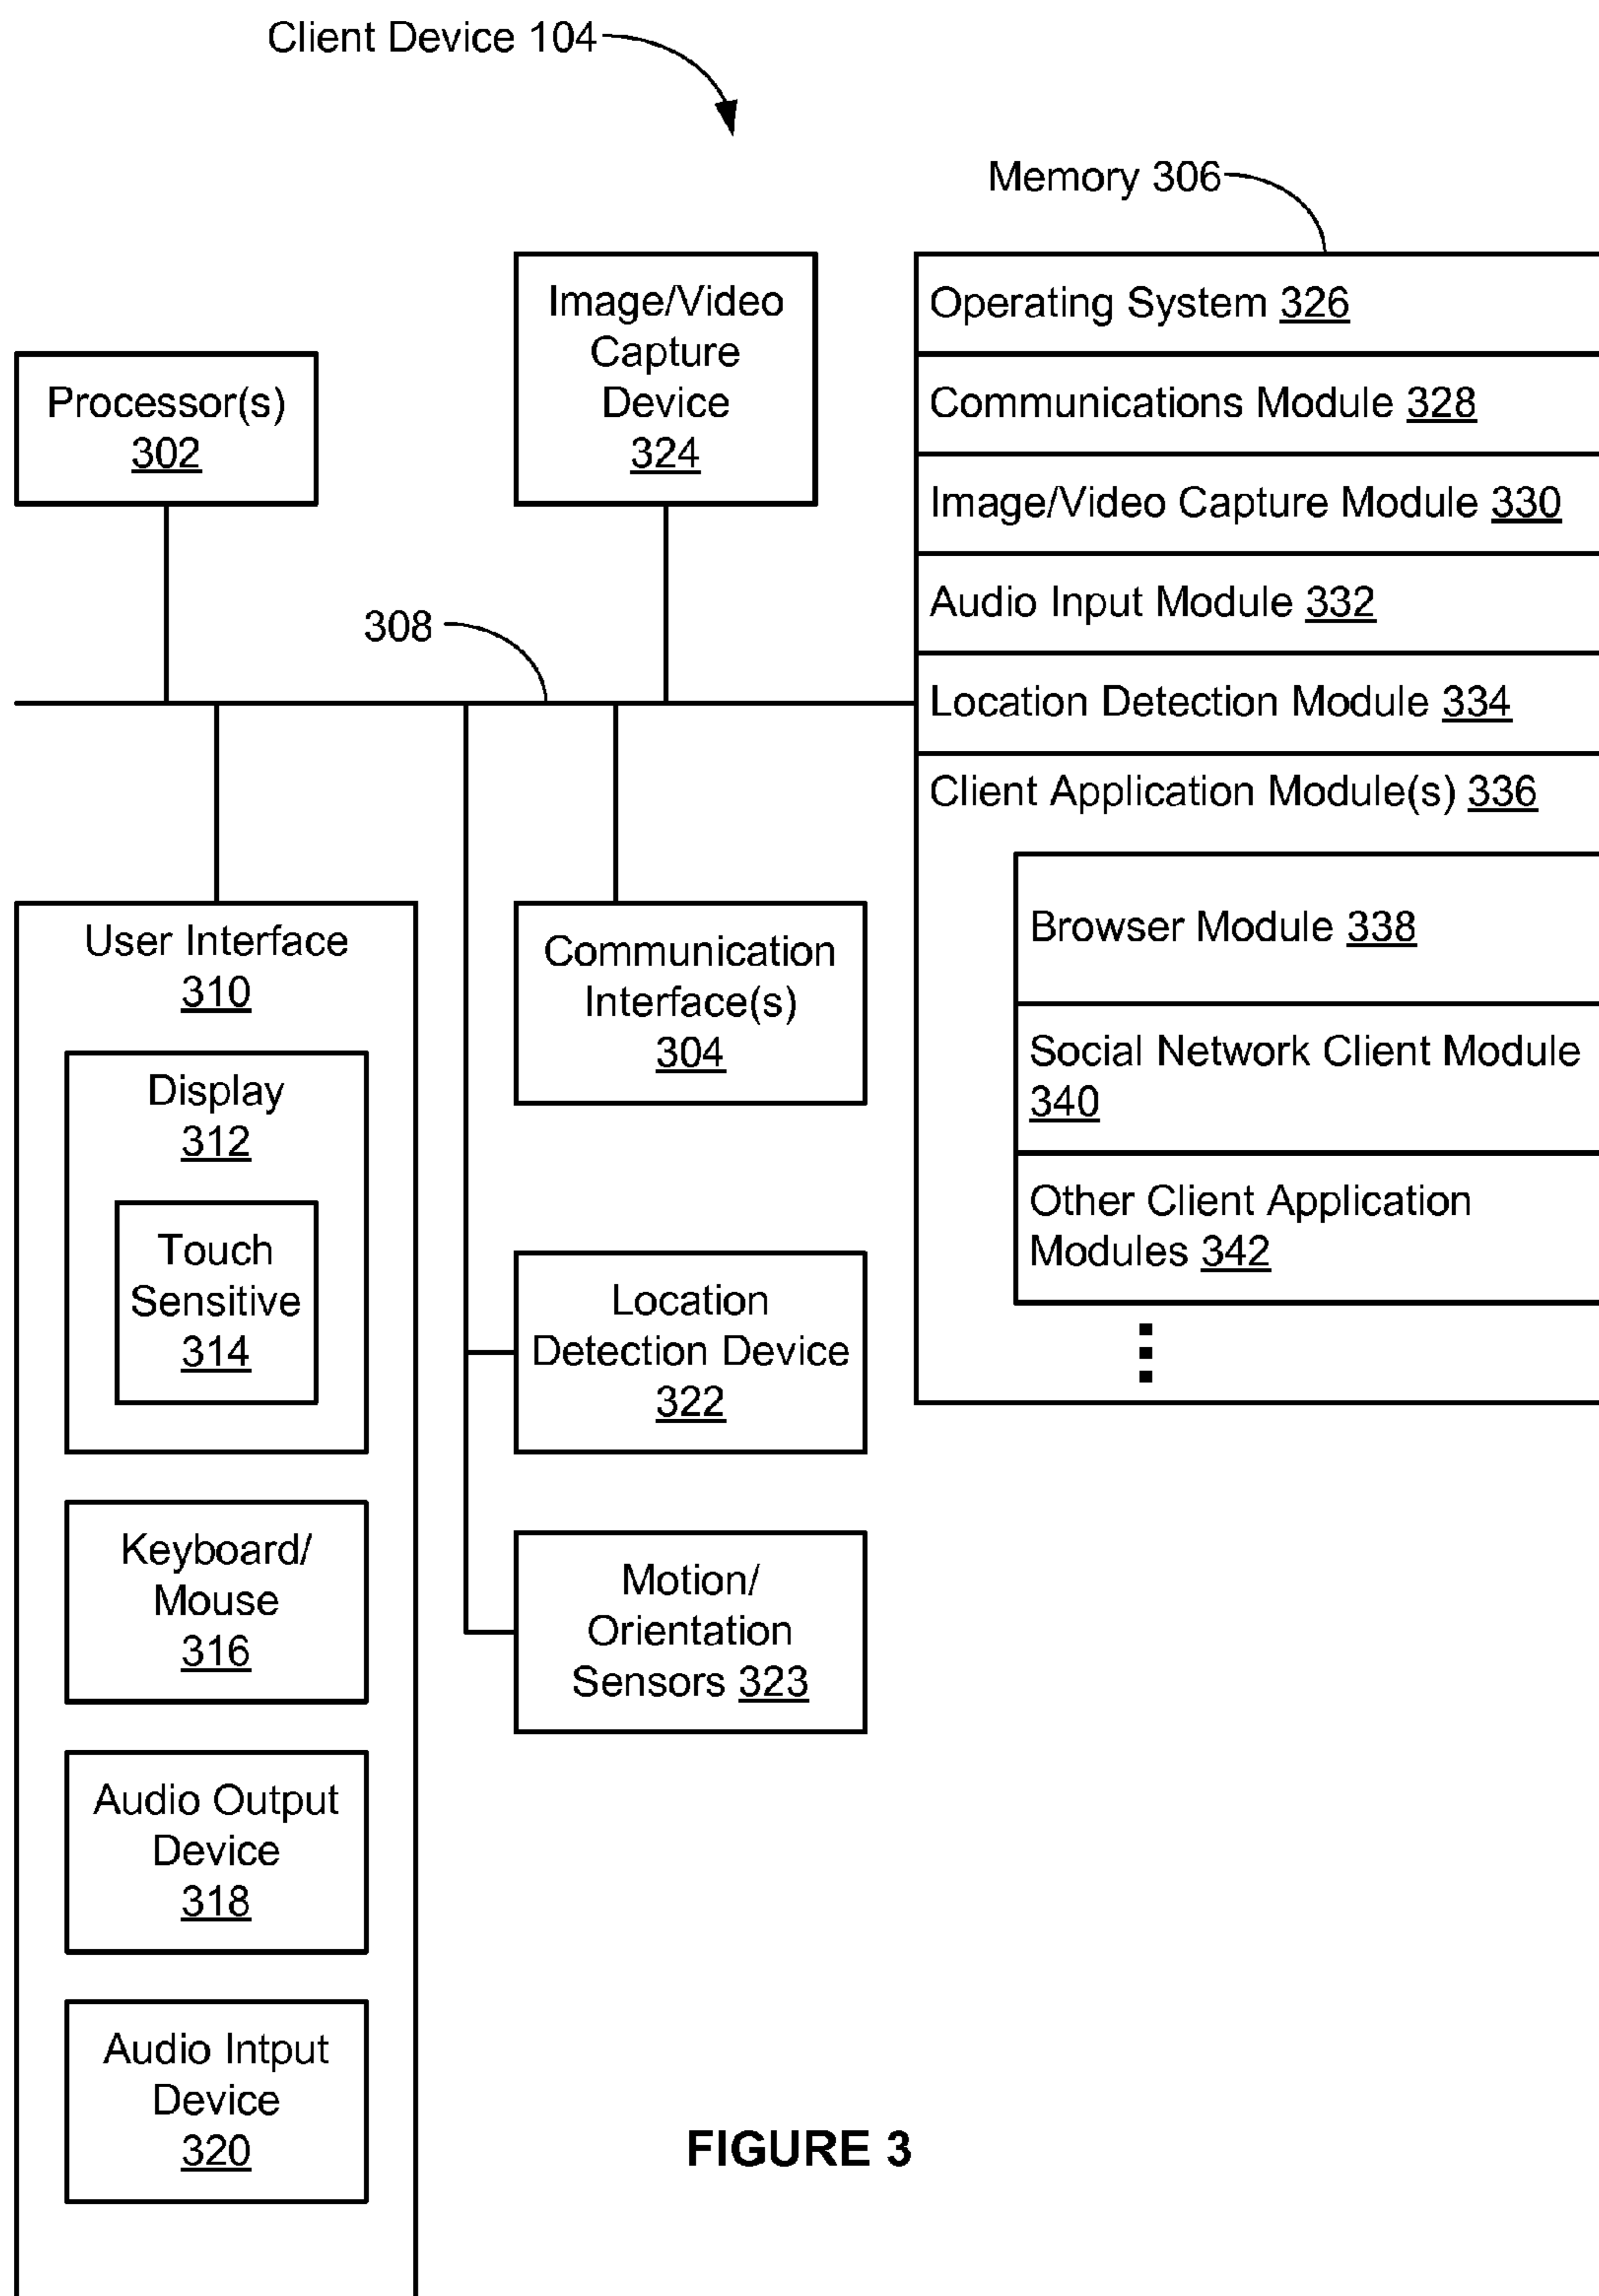 Client Device 104
Memory 306
Processor(s)
302
Image/Video
Capture
Device
324
308
Operating System 326
Communications Module 328
Image/Video Capture Module 330
Audio Input Module 332
Location Detection Module 334
Client Application Module(s) 336
Browser Module 338
Social Network Client Module
340
Other Client Application
Modules 342
User Interface
310
Display
312
Touch
Sensitive
314
Keyboard/
Mouse
316
Audio Output
Device
318
Audio Intput
Device
320
Communication
Interface(s)
304
Location
Detection Device
322
Motion/
Orientation
Sensors 323
FIGURE 3